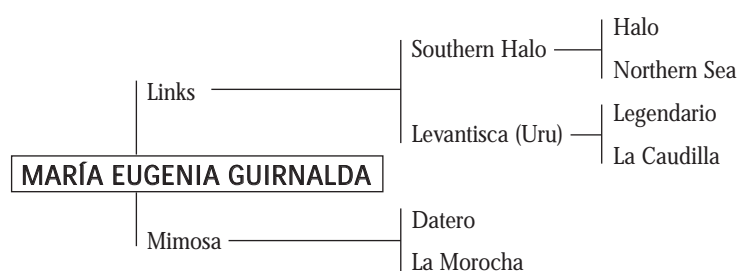 Halo
Southern Halo
Northern Sea
Links
Legendario
Levantisca (Uru)
La Caudilla
MARÍA EUGENIA GUIRNALDA
Datero
Mimosa
La Morocha